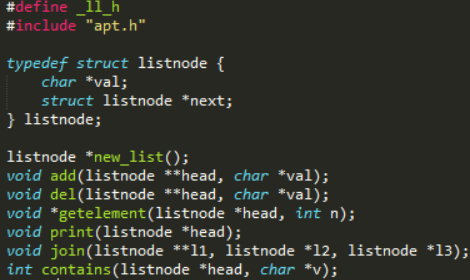 #define _ll_h
#include "apt.h"
typedef struct listnode {
char *val;
struct listnode *next;
} listnode;
listnode *new_list();
void add(listnode **head, char *val);
void del(listnode **head, char *val);
void *getelement(listnode *head, int n);
void print(listnode *head);
void join(listnode **l1, listnode *l2, listnode *l3);
int contains(listnode *head, char *v);